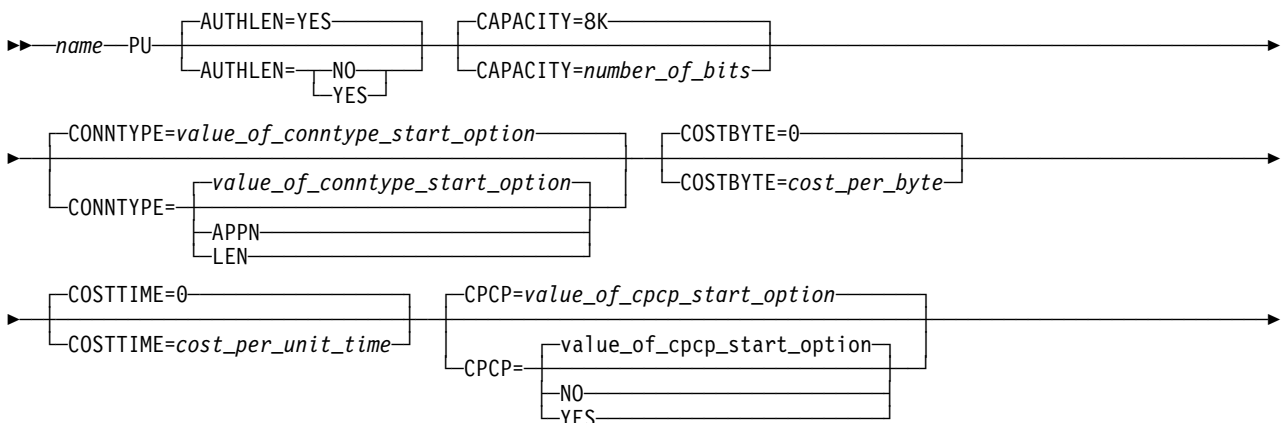 AUTHLEN=YES CAPACITY=8K
name PU
AUTHLEN= NO CAPACITY=number_of_bits
YES
CONNTYPE=value_of_conntype_start_option COSTBYTE=0
value_of_conntype_start_option COSTBYTE=cost_per_byte
CONNTYPE=
APPN
LEN
COSTTIME=0 CPCP=value_of_cpcp_start_option
COSTTIME=cost_per_unit_time value_of_cpcp_start_option
CPCP=
NO
YES